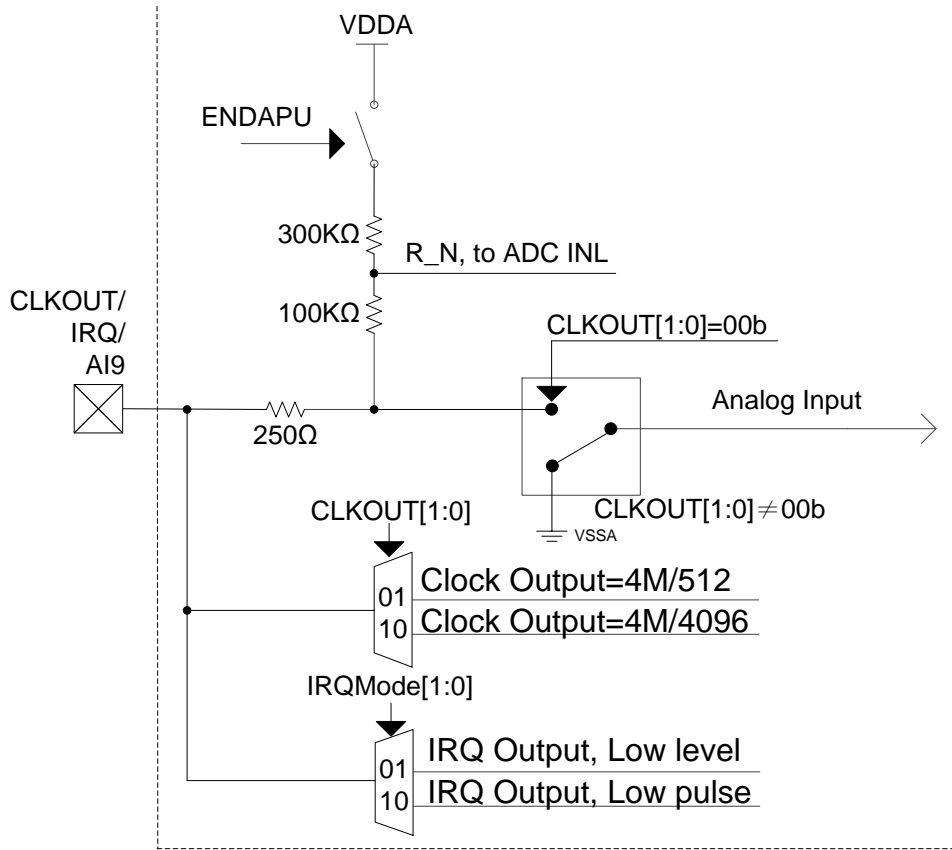 VDDA
ENDAPU
300KΩ
R_N, to ADC INL
100KΩ
CLKOUT/
IRQ/
AI9
CLKOUT[1:0]=00b
250Ω
Analog Input
CLKOUT[1:0]≠00b
VSSA
CLKOUT[1:0]
01
Clock Output=4M/512
10
Clock Output=4M/4096
IRQMode[1:0]
01
IRQ Output, Low level
10
IRQ Output, Low pulse